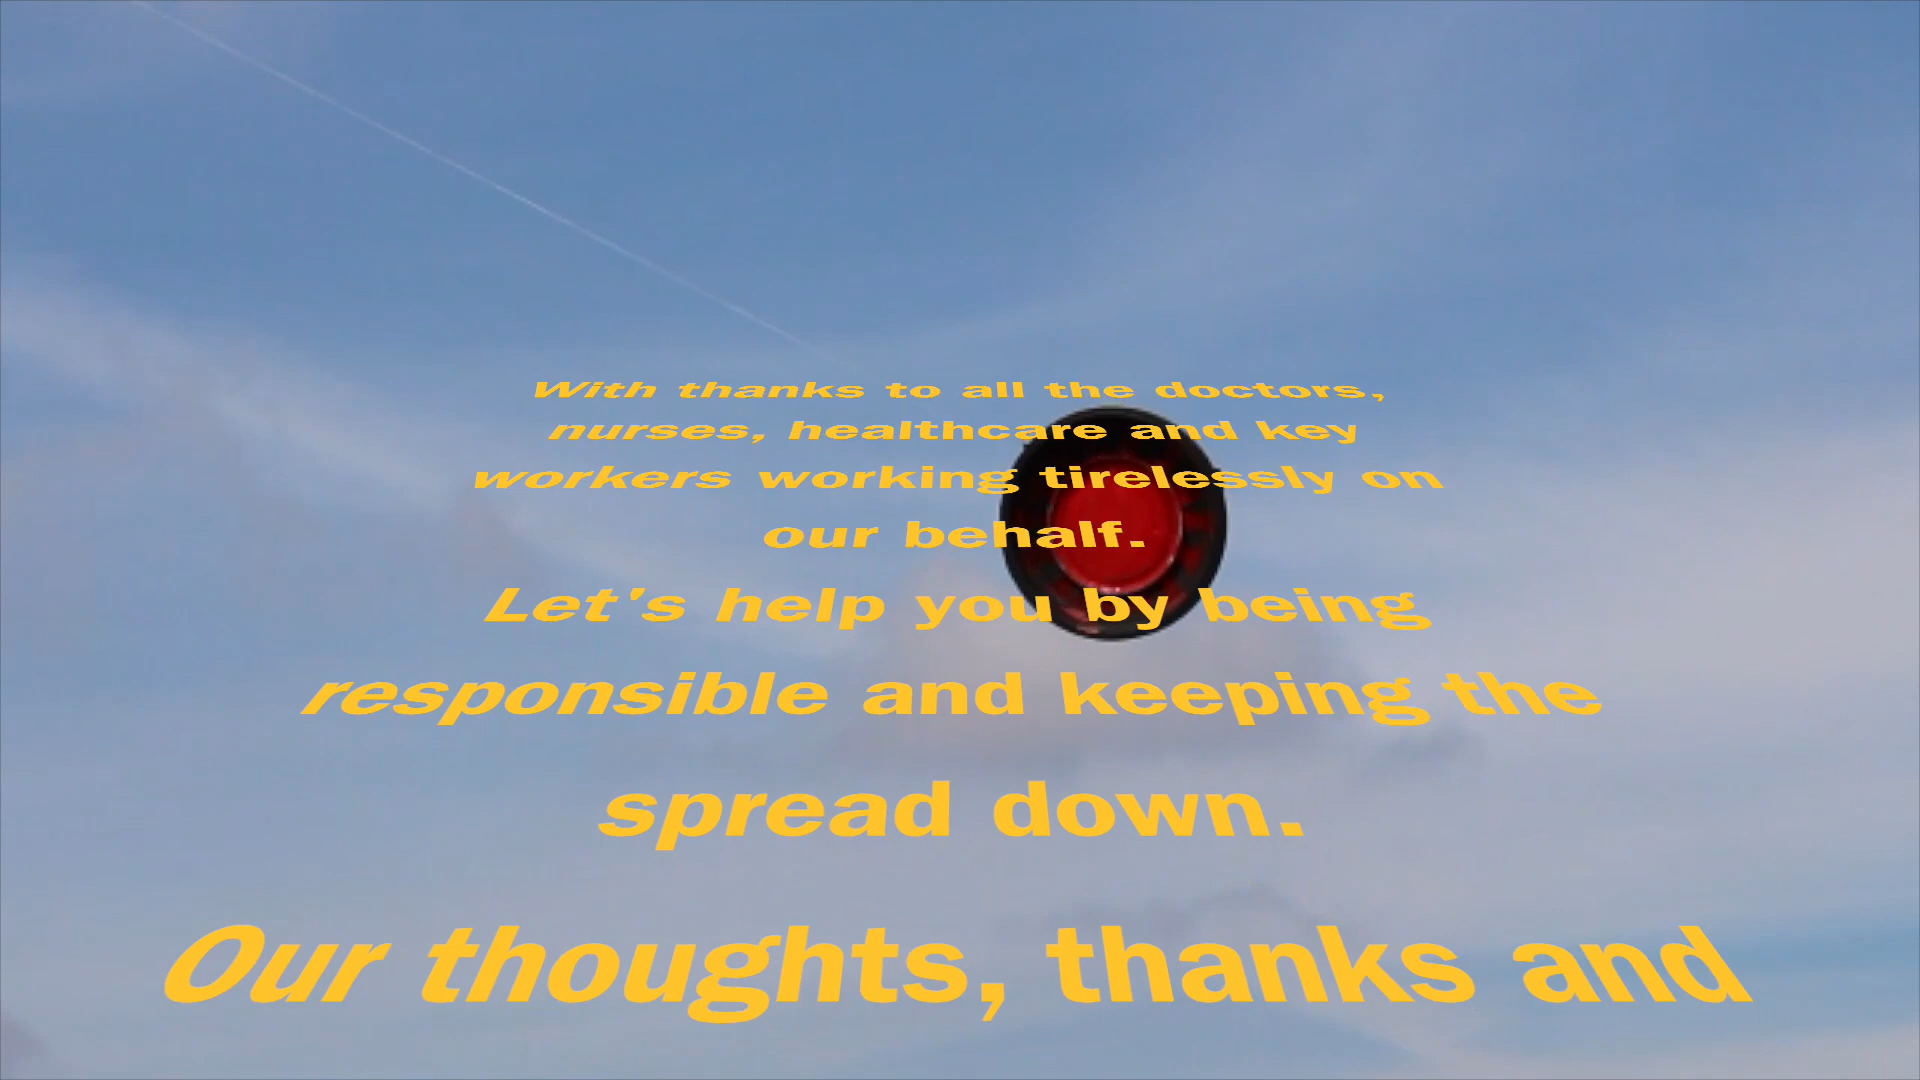 With thanks to all the doctors,
nurses, healthcare and key
workers working tirelessly on
our behalf.
Let's help you by being
responsible and keeping the
spread down.
Our thoughts, thanks and